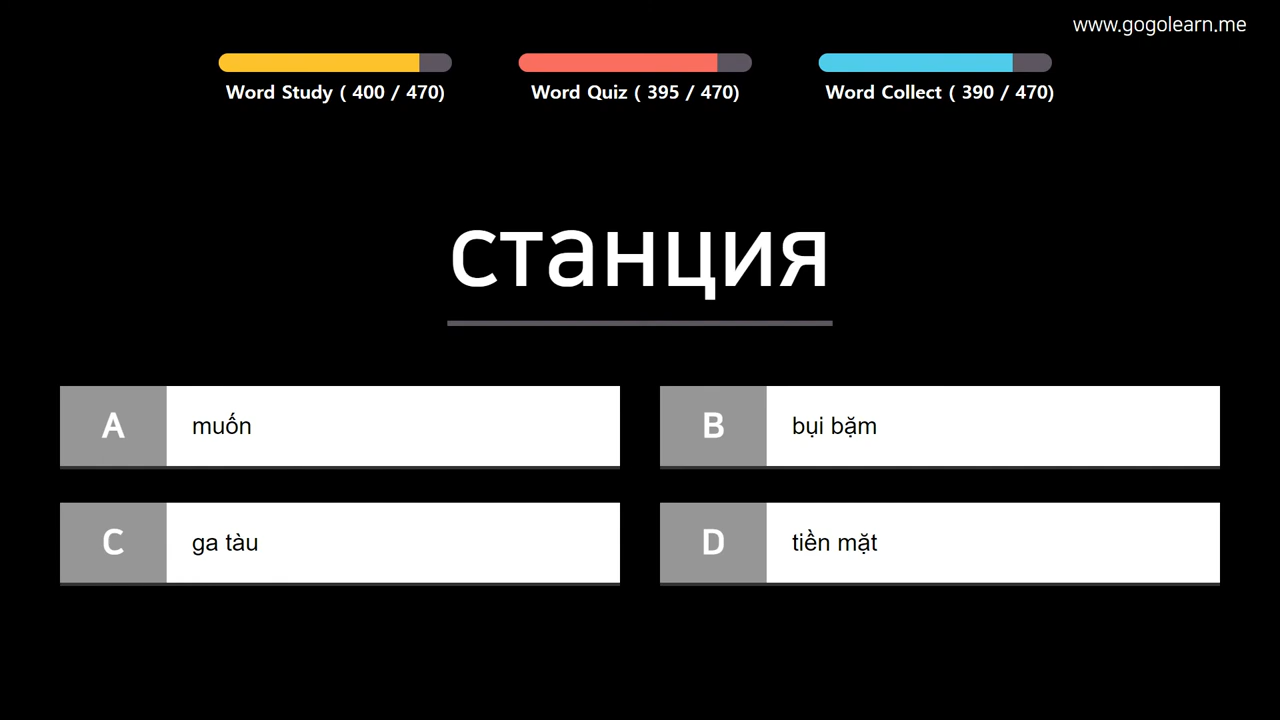 www.gogolearn.me
Word Study ( 400 / 470)
Word Quiz ( 395 / 470)
Word Collect ( 390 / 470)
станция
A muốn
B bụi bặm
C ga tàu
D tiền mặt